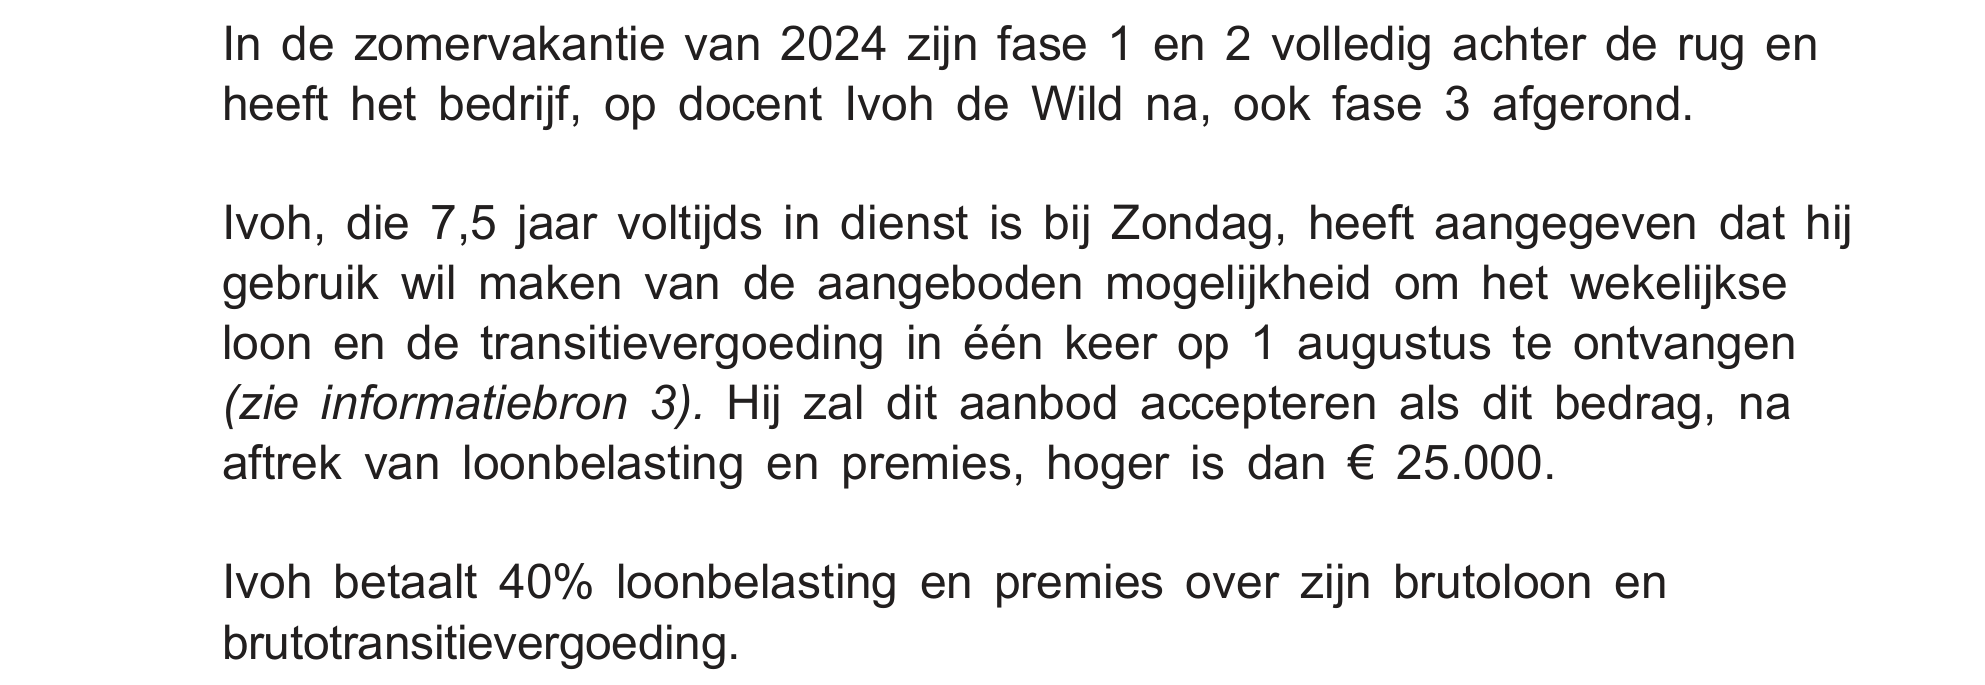 In de zomervakantie van 2024 zijn fase 1 en 2 volledig achter de rug en
heeft het bedrijf, op docent Ivoh de Wild na, ook fase 3 afgerond.
Ivoh, die 7,5 jaar voltijds in dienst is bij Zondag, heeft aangegeven dat hij
gebruik wil maken van de aangeboden mogelijkheid om het wekelijkse
loon en de transitievergoeding in één keer op 1 augustus te ontvangen
(zie informatiebron 3). Hij zal dit aanbod accepteren als dit bedrag, na
aftrek van loonbelasting en premies, hoger is dan € 25.000.
Ivoh betaalt 40% loonbelasting en premies over zijn brutoloon en
brutotransitievergoeding.